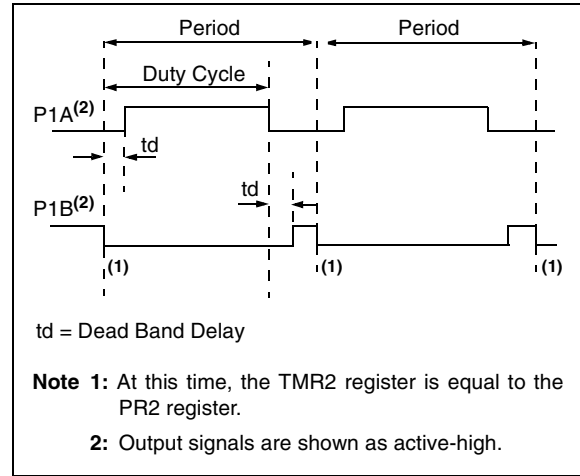 Period Period
Duty Cycle
P1A(2)
td
td
P1B(2)
(1) (1) (1)
td = Dead Band Delay
Note 1: At this time, the TMR2 register is equal to the
PR2 register.
2: Output signals are shown as active-high.